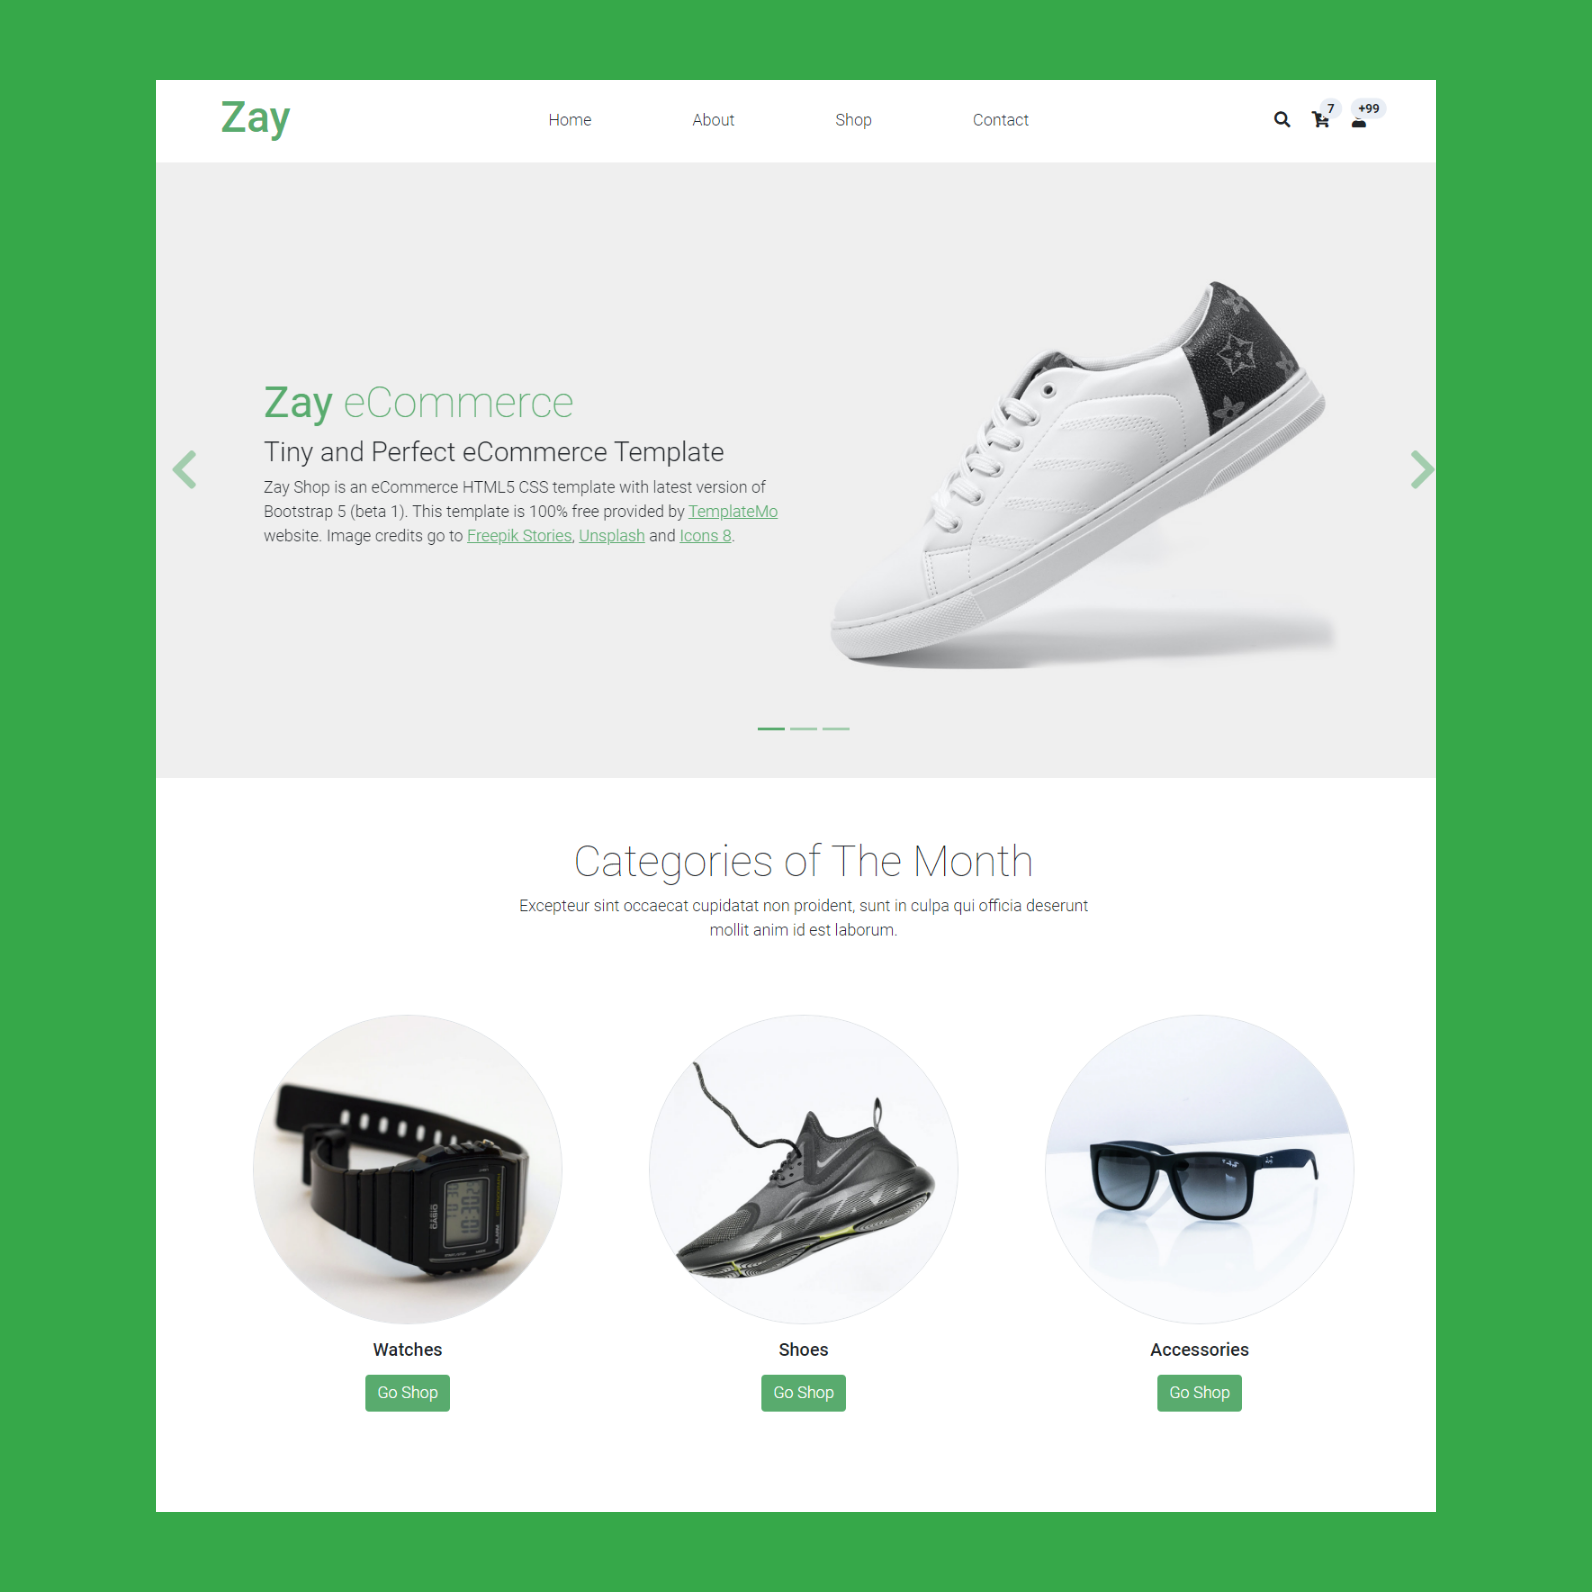 Zay
Home
About
Shop
Contact
7
+99
Zay eCommerce
Tiny and Perfect eCommerce Template
Zay Shop is an eCommerce HTML5 CSS template with latest version of
Bootstrap 5 (beta 1). This template is 100% free provided by TemplateMo
website. Image credits go to Freepik Stories, Unsplash and Icons 8.
Categories of The Month
Excepteur sint occaecat cupidatat non proident, sunt in culpa qui officia deserunt
mollit anim id est laborum.
CASIO
Watches
Shoes
Accessories
Go Shop
Go Shop
Go Shop